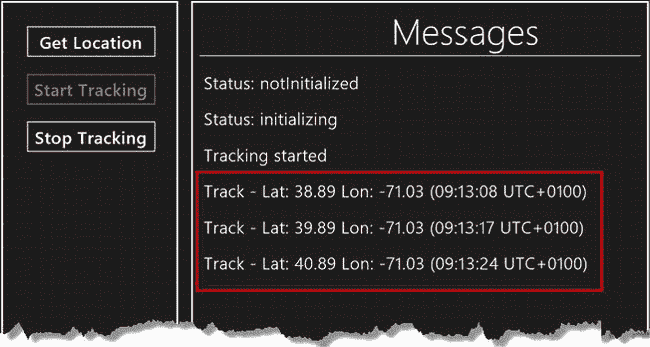 Get Location
Start Tracking
Stop Tracking
Messages
Status: notInitialized
Status: initializing
Tracking started
Track - Lat: 38.89 Lon: -71.03 (09:13:08 UTC+0100)
Track - Lat: 39.89 Lon: -71.03 (09:13:17 UTC+0100)
Track - Lat: 40.89 Lon: -71.03 (09:13:24 UTC+0100)